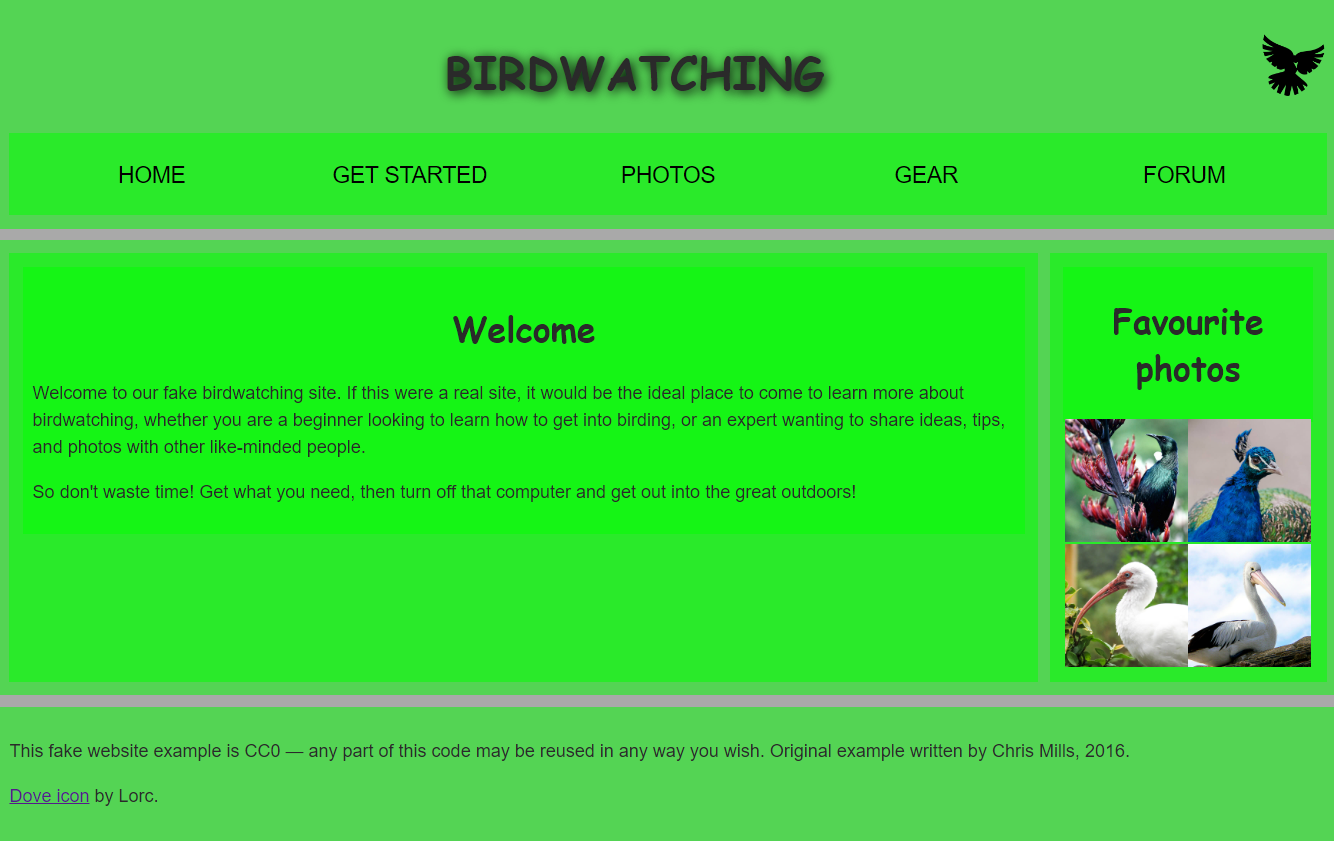 BIRDWATCHING
HOME GET STARTED PHOTOS GEAR FORUM
Welcome
Welcome to our fake birdwatching site. If this were a real site, it would be the ideal place to come to learn more about
birdwatching, whether you are a beginner looking to learn how to get into birding, or an expert wanting to share ideas, tips,
and photos with other like-minded people.
So don't waste time! Get what you need, then turn off that computer and get out into the great outdoors!
Favourite
photos
This fake website example is CC0 — any part of this code may be reused in any way you wish. Original example written by Chris Mills, 2016.
Dove icon by Lorc.